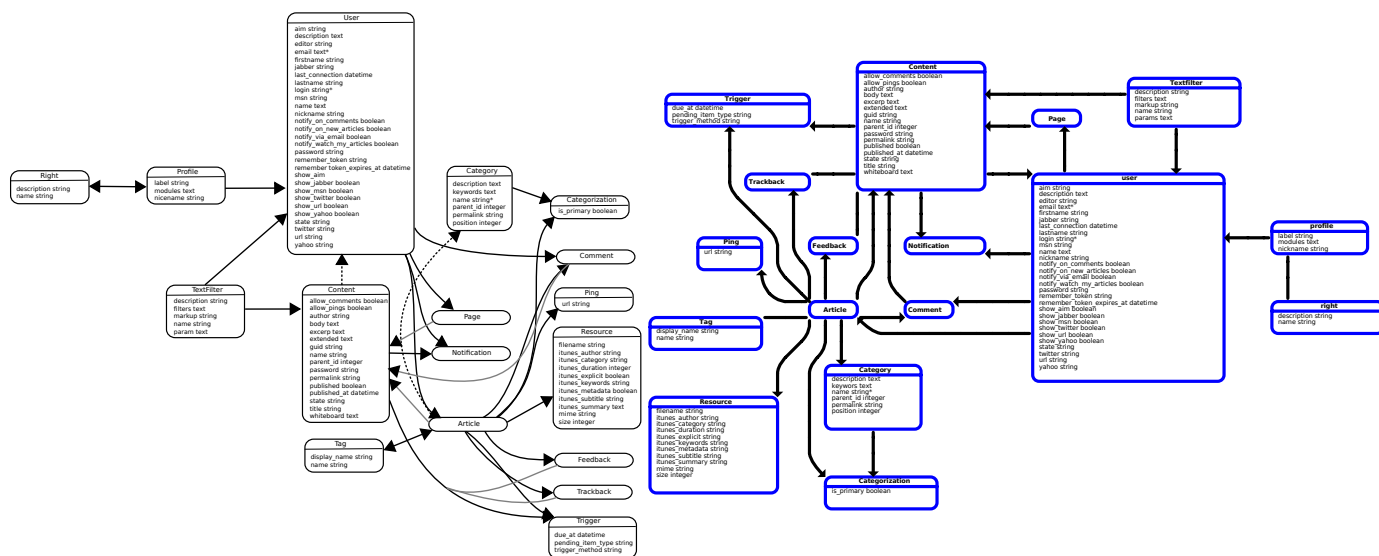 User
aim string
description text
editor string
email text*
firstname string
jabber string
last_connection datetime
lastname string
login string*
msn string
name text
nickname string
notify_on_comments boolean
notify_on_new_articles boolean
notify_via_email boolean
notify_watch_my_articles boolean
password string
remember_token string
remember_token_expires_at datetime
show_aim
show_jabber boolean
show_msn boolean
show_twitter boolean
show_url boolean
show_yahoo boolean
state string
twitter string
url string
yahoo string
Right
description string
name string
Profile
label string
modules text
nicename string
Category
description text
keywords text
name string*
parent_id integer
permalink string
position integer
Categorization
is_primary boolean
Comment
TextFilter
description string
filters text
markup string
name string
param text
Content
allow_comments boolean
allow_pings boolean
author string
body text
excerp text
extended text
guid string
name string
parent_id integer
password string
permalink string
published boolean
published_at datetime
state string
title string
whiteboard text
Page
Notification
Ping
url string
Resource
filename string
itunes_author string
itunes_category string
itunes_duration integer
itunes_explicit boolean
itunes_keywords string
itunes_metadata boolean
itunes_subtitle string
itunes_summary text
mime string
size integer
Article
Tag
display_name string
name string
Feedback
Trackback
Trigger
due_at datetime
pending_item_type string
trigger_method string
Content
allow_comments boolean
allow_pings boolean
author string
body text
excerp text
extended text
guid string
name string
parent_id integer
password string
permalink string
published boolean
published_at datetime
state string
title string
whiteboard text
Trigger
due_at datetime
pending_item_type string
trigger_method string
Textfilter
description string
filters text
markup string
name string
params text
Page
Trackback
user
aim string
description text
editor string
email text*
firstname string
jabber string
last_connection datetime
lastname string
login string*
msn string
name text
nickname string
notify_on_comments boolean
notify_on_new_articles boolean
notify_via_email boolean
notify_watch_my_articles boolean
password string
remember_token string
remember_token_expires_at datetime
show_aim boolean
show_jabber boolean
show_msn boolean
show_twitter boolean
show_url boolean
show_yahoo boolean
state string
twitter string
url string
yaho string
profile
label string
modules text
nickname string
Ping
url string
Feedback
Notification
Article
Comment
right
description string
name string
Tag
display_name string
name string
Category
description text
keywors text
name string*
parent_id integer
permalink string
position integer
Resource
filename string
itunes_author string
itunes_category string
itunes_duration string
itunes_explicit string
itunes_keywords string
itunes_metadata string
itunes_subtitle string
itunes_summary string
mime string
size integer
Categorization
is_primary boolean